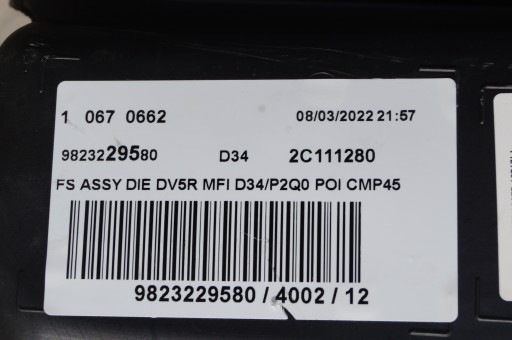 1 067 0662 08/03/2022 21:57
9823229580 D34 2C111280
FS ASSY DIE DV5R MFI D34/P2Q0 POI CMP45
9823229580 / 4002 / 12